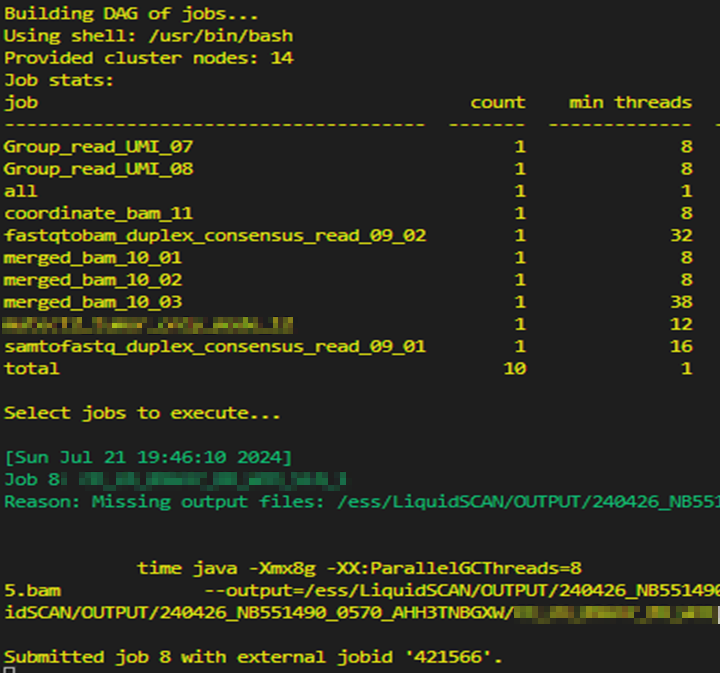 Building DAG of jobs...
Using shell: /usr/bin/bash
Provided cluster nodes: 14
Job stats:
job count min threads
------------------------------------ ------- -------------
Group_read_UMI_07 1 8
Group_read_UMI_08 1 8
all 1 1
coordinate_bam_11 1 8
fastqtobam_duplex_consensus_read_09_02 1 32
merged_bam_10_01 1 8
merged_bam_10_02 1 8
merged_bam_10_03 1 38
1 12
samtofastq_duplex_consensus_read_09_01 1 16
total 10 1
Select jobs to execute...
[Sun Jul 21 19:46:10 2024]
Job 8:
Reason: Missing output files: /ess/LiquidSCAN/OUTPUT/240426_NB551
time java -Xmx8g -XX:ParallelGCThreads=8
5.bam --output=/ess/LiquidSCAN/OUTPUT/240426_NB551490
idSCAN/OUTPUT/240426_NB551490_0570_AHH3TNBGXW/
Submitted job 8 with external jobid '421566'.